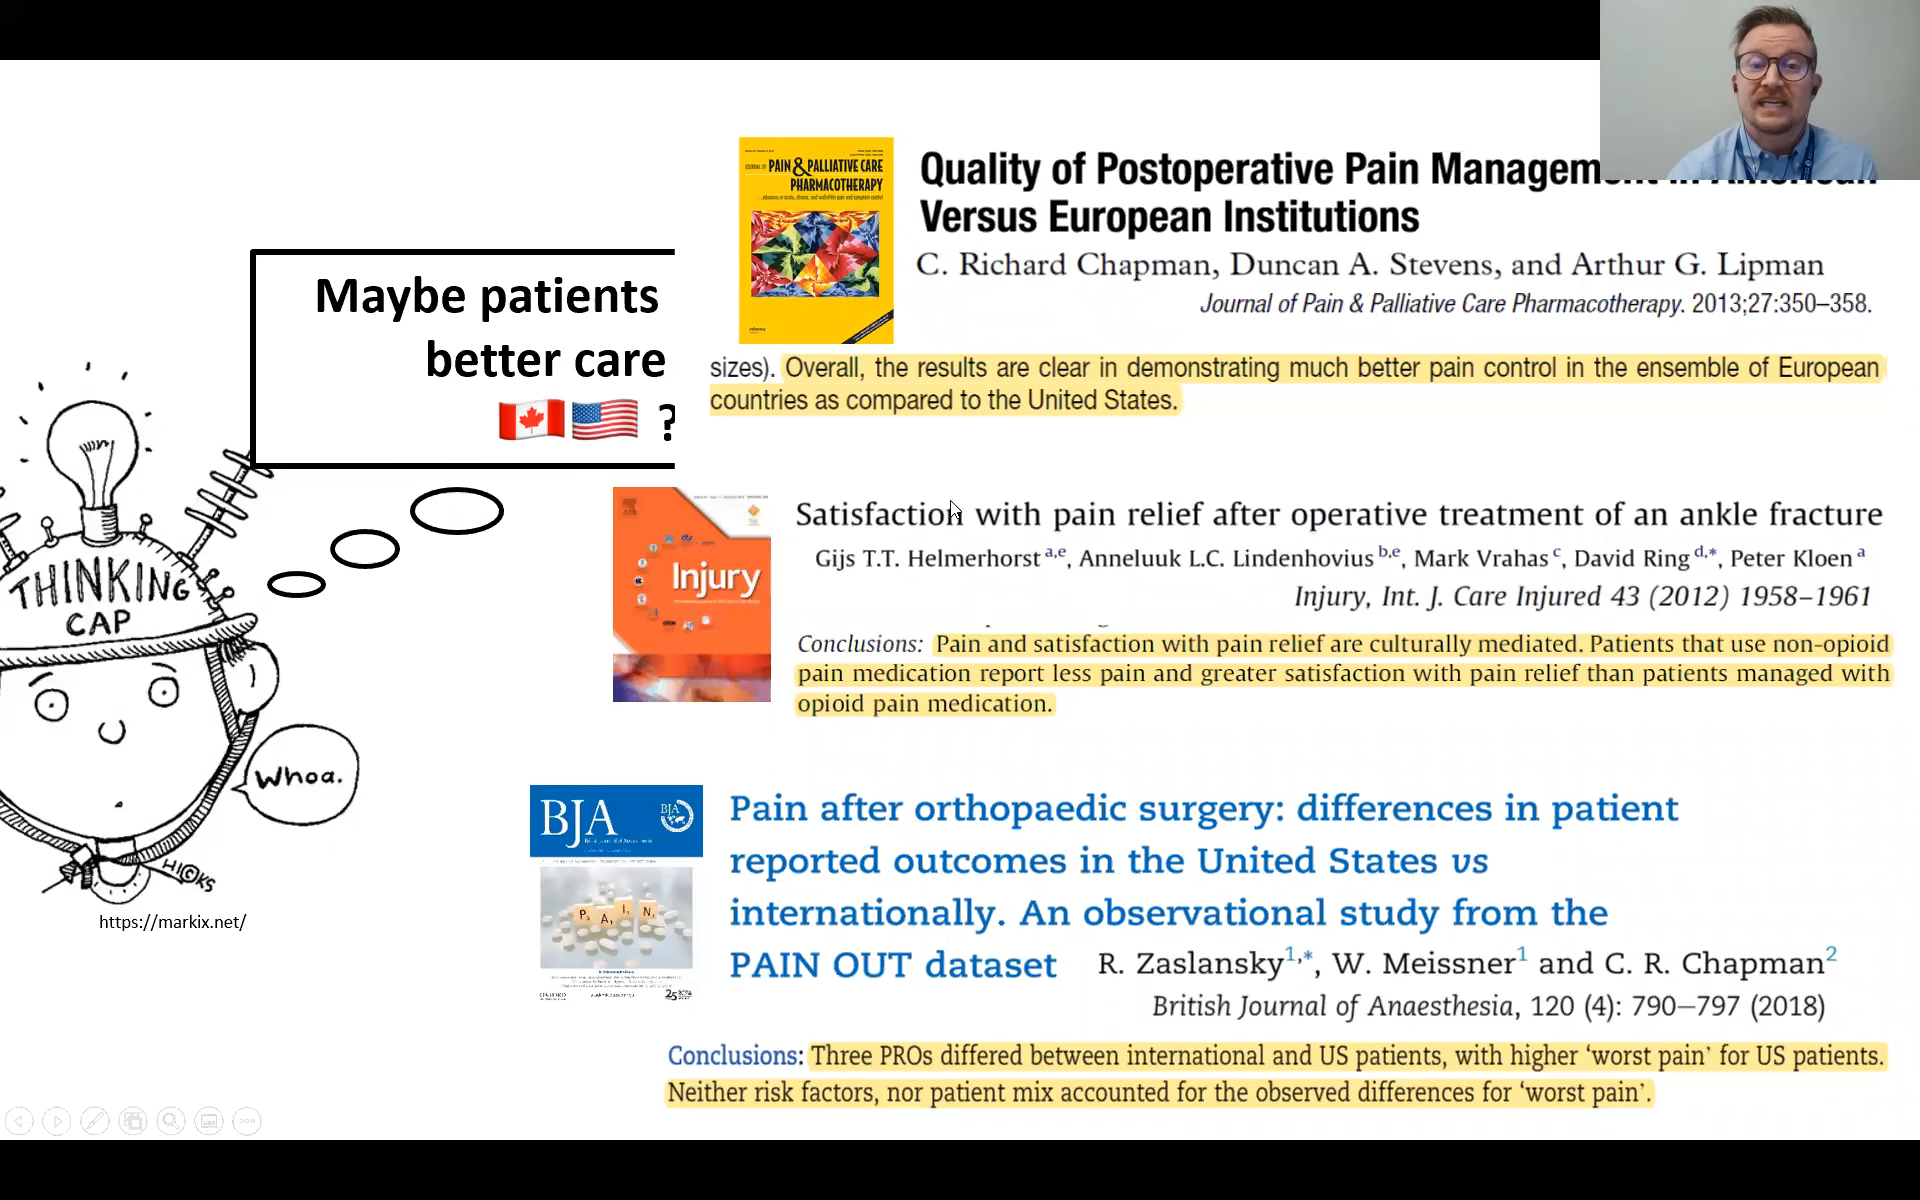 Maybe patients
better care
?
THINKING
CAP
Whoa.
HICKS
https://markix.net/
JOURNAL OF PAIN & PALLIATIVE CARE
PHARMACOTHERAPY
Quality of Postoperative Pain Management in American
Versus European Institutions
C. Richard Chapman, Duncan A. Stevens, and Arthur G. Lipman
Journal of Pain & Palliative Care Pharmacotherapy. 2013;27:350–358.
sizes). Overall, the results are clear in demonstrating much better pain control in the ensemble of European
countries as compared to the United States.
Injury
Satisfaction with pain relief after operative treatment of an ankle fracture
Gijs T.T. Helmerhorst a,e, Anneluuk L.C. Lindenhovius b,e, Mark Vrahas c, David Ring d,*, Peter Kloen a
Injury, Int. J. Care Injured 43 (2012) 1958–1961
Conclusions: Pain and satisfaction with pain relief are culturally mediated. Patients that use non-opioid
pain medication report less pain and greater satisfaction with pain relief than patients managed with
opioid pain medication.
BJA
BJA
PAIN
OXFORD
Pain after orthopaedic surgery: differences in patient
reported outcomes in the United States vs
internationally. An observational study from the
PAIN OUT dataset
R. Zaslansky1,*, W. Meissner1 and C. R. Chapman2
British Journal of Anaesthesia, 120 (4): 790–797 (2018)
Conclusions: Three PROs differed between international and US patients, with higher ‘worst pain’ for US patients.
Neither risk factors, nor patient mix accounted for the observed differences for ‘worst pain’.